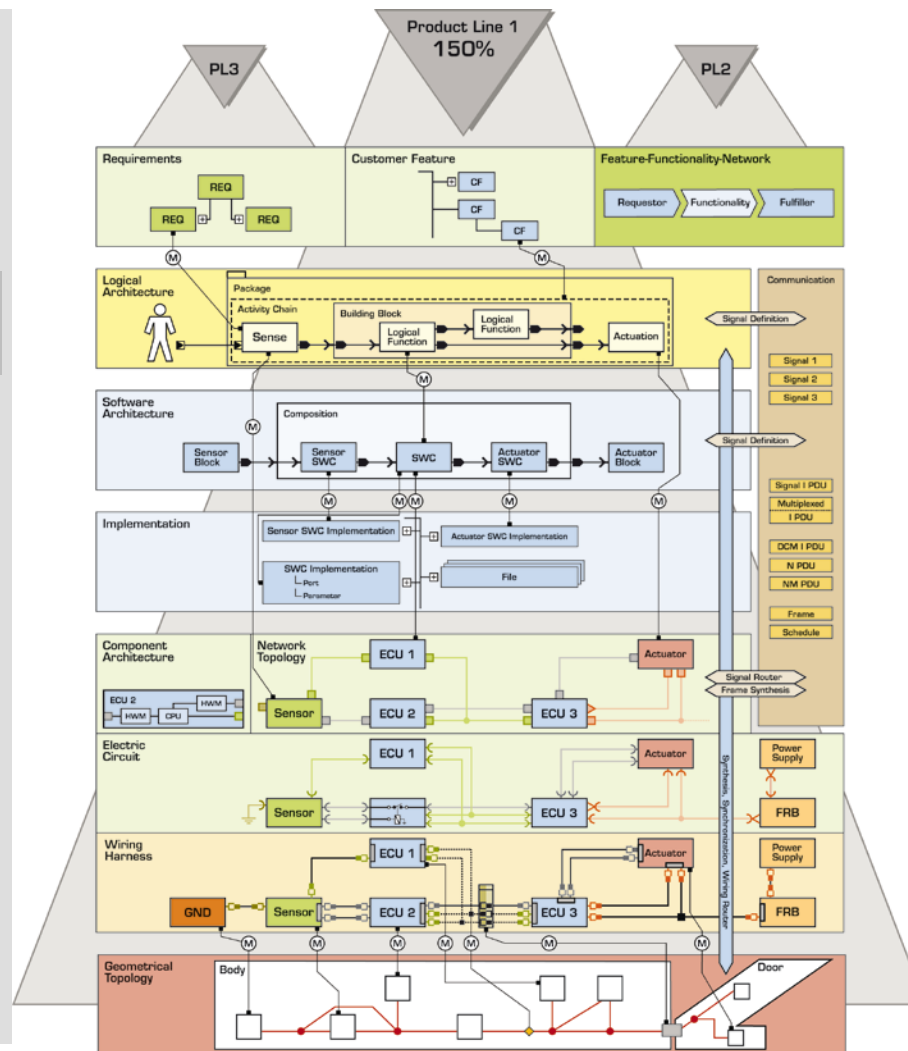 Product Line 1
150%
PL3
PL2
Requirements
REQ
REQ
REQ
Customer Feature
CF
CF
CF
Feature-Functionality-Network
Requestor
Functionality
Fulfiller
M
M
Logical
Architecture
Package
Activity Chain
Sense
Building Block
Logical
Function
Logical
Function
Actuation
Communication
Signal Definition
Signal 1
Signal 2
Signal 3
M
Software
Architecture
Composition
Sensor
Block
Sensor
SWC
SWC
Actuator
SWC
Actuator
Block
M
Signal Definition
M
M
M
M
M
Signal I PDU
Multiplexed
I PDU
DCM I PDU
N PDU
NM PDU
Frame
Schedule
Implementation
Sensor SWC Implementation
Actuator SWC Implementation
SWC Implementation
Port
Parameter
File
Component
Architecture
ECU 2
HWM
CPU
HWM
Network
Topology
ECU 1
Actuator
Sensor
ECU 2
ECU 3
Signal Router
Frame Synthesis
Electric
Circuit
ECU 1
Actuator
Power
Supply
Sensor
ECU 3
FRB
Synthesis, Synchronization, Wiring Router
Wiring
Harness
ECU 1
Actuator
Power
Supply
GND
Sensor
ECU 2
ECU 3
FRB
M
M
M
M
M
M
M
Geometrical
Topology
Body
Door